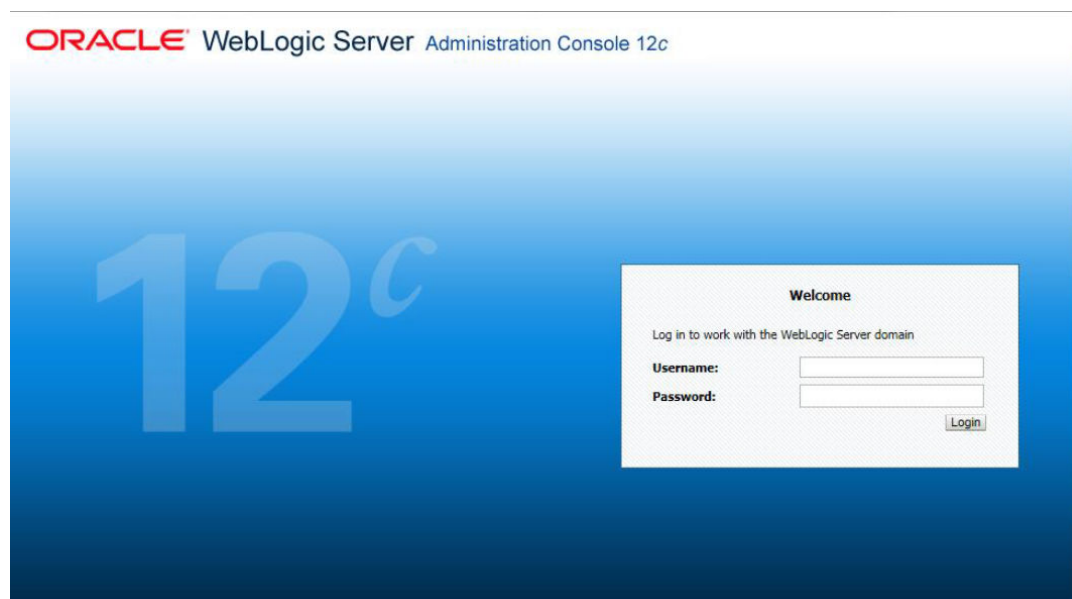 ORACLE WebLogic Server Administration Console 12c
12c
Welcome
Log in to work with the WebLogic Server domain
Username:
Password:
Login